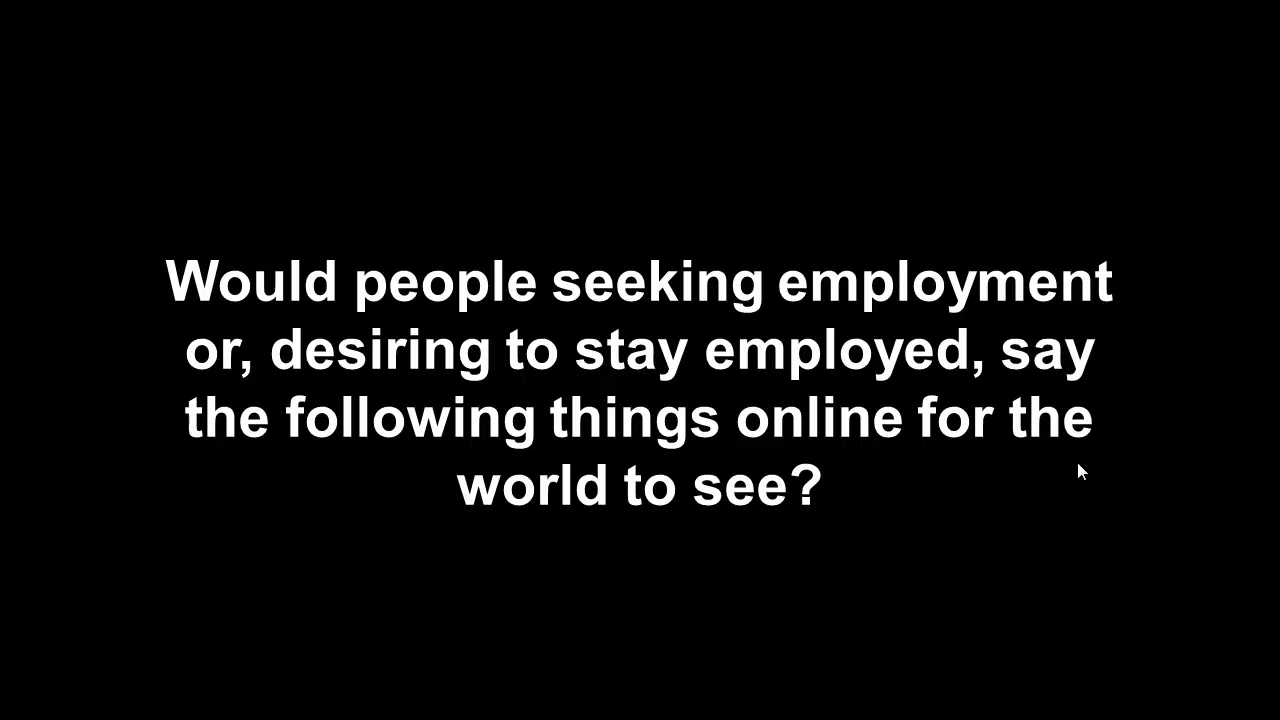 Would people seeking employment
or, desiring to stay employed, say
the following things online for the
world to see?